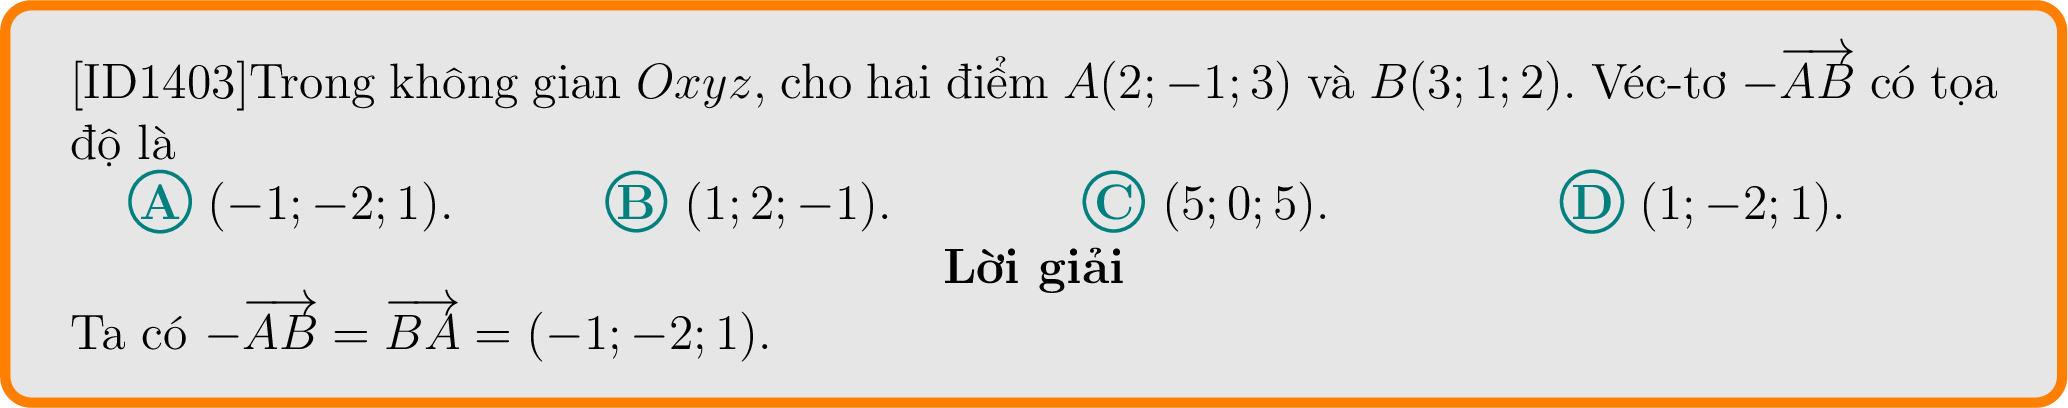 [ID1403]Trong không gian $Oxyz$, cho hai điểm $A(2;-1;3)$ và $B(3;1;2)$. Véc-tơ $-\overrightarrow{AB}$ có tọa
độ là
Ⓐ $(-1;-2;1)$. Ⓑ $(1;2;-1)$. Ⓒ $(5;0;5)$. Ⓓ $(1;-2;1)$.
Lời giải
Ta có $-\overrightarrow{AB} = \overrightarrow{BA} = (-1;-2;1)$.